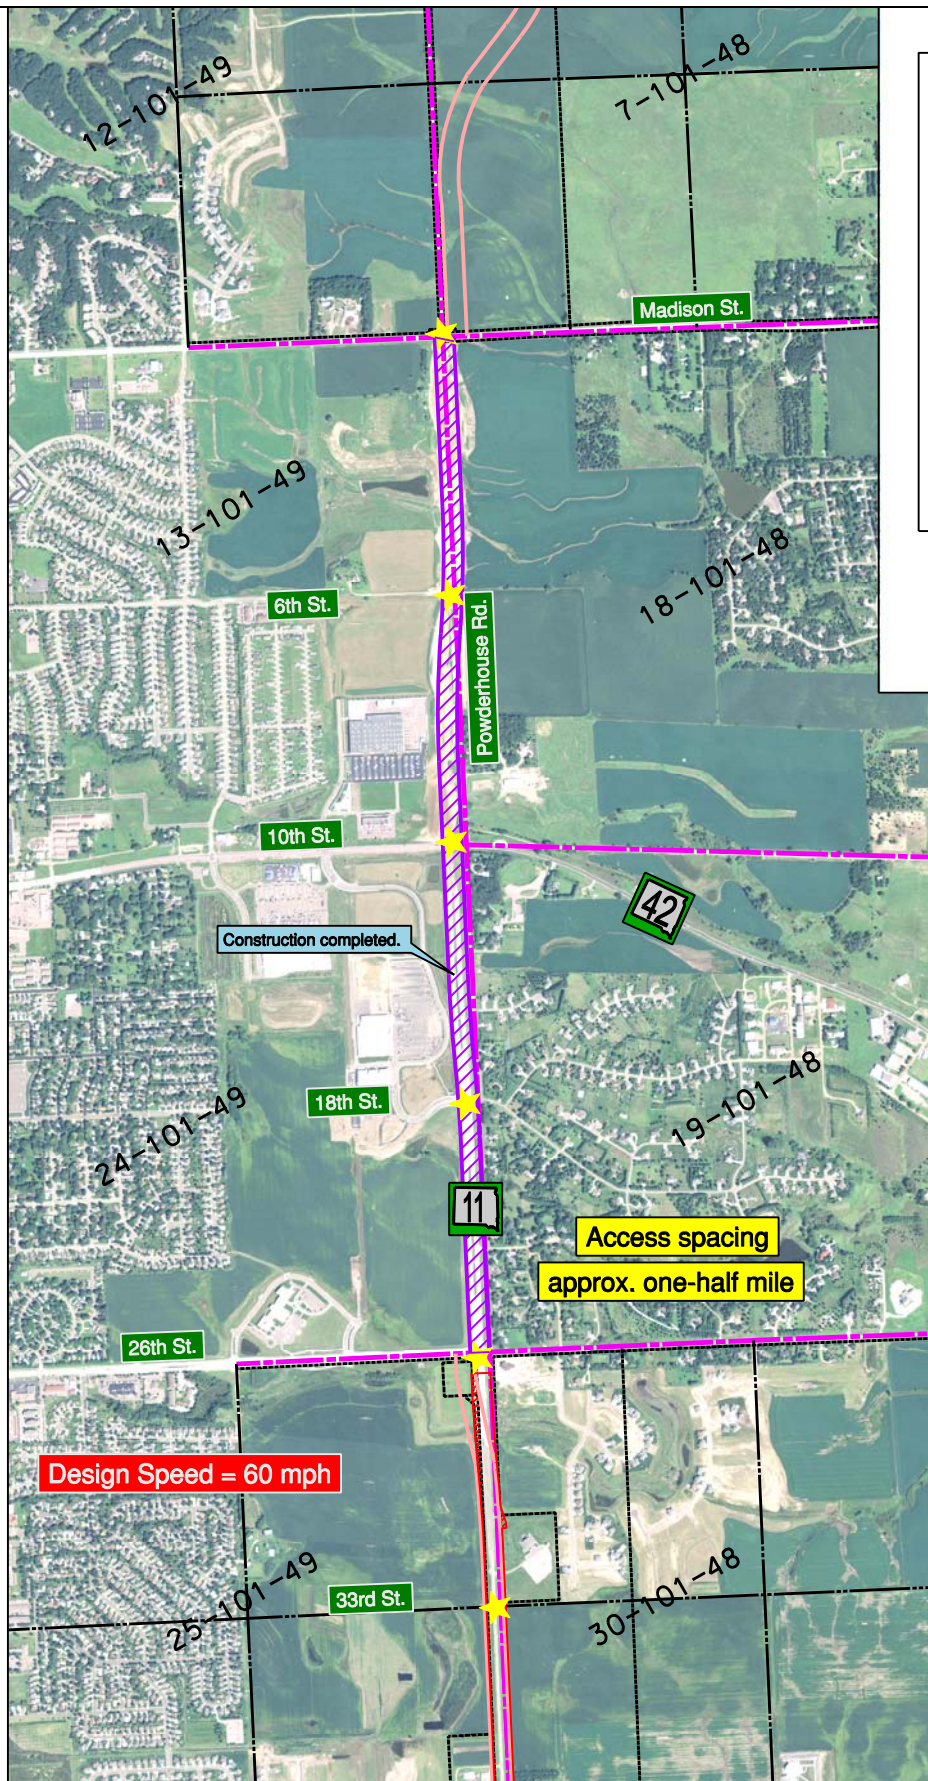 12-101-49
7-101-48
Madison St.
13-101-49
18-101-48
6th St.
Powderhouse Rd.
10th St.
42
Construction completed.
19-101-48
18th St.
24-101-49
11
Access spacing
approx. one-half mile
26th St.
Design Speed = 60 mph
33rd St.
25-101-49
30-101-48